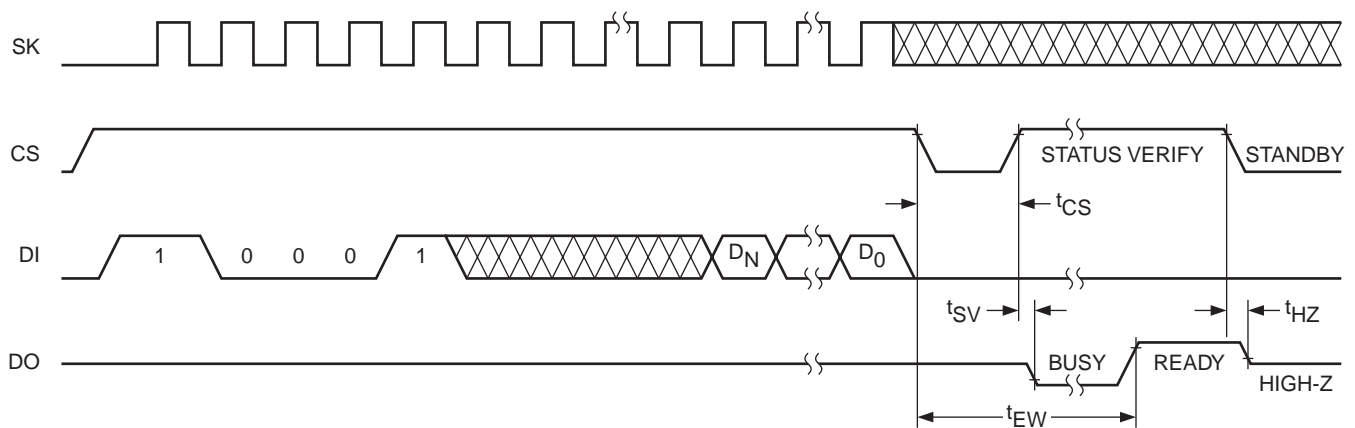 SK
CS
STATUS VERIFY
STANDBY
tCS
DI
1
0
0
0
1
DN
D0
tSV
tHZ
DO
BUSY
READY
HIGH-Z
tEW